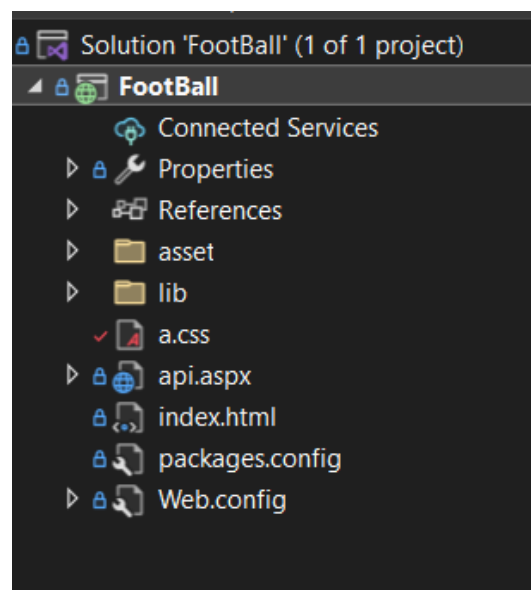 Solution 'FootBall' (1 of 1 project)
FootBall
Connected Services
Properties
References
asset
lib
a.css
api.aspx
index.html
packages.config
Web.config